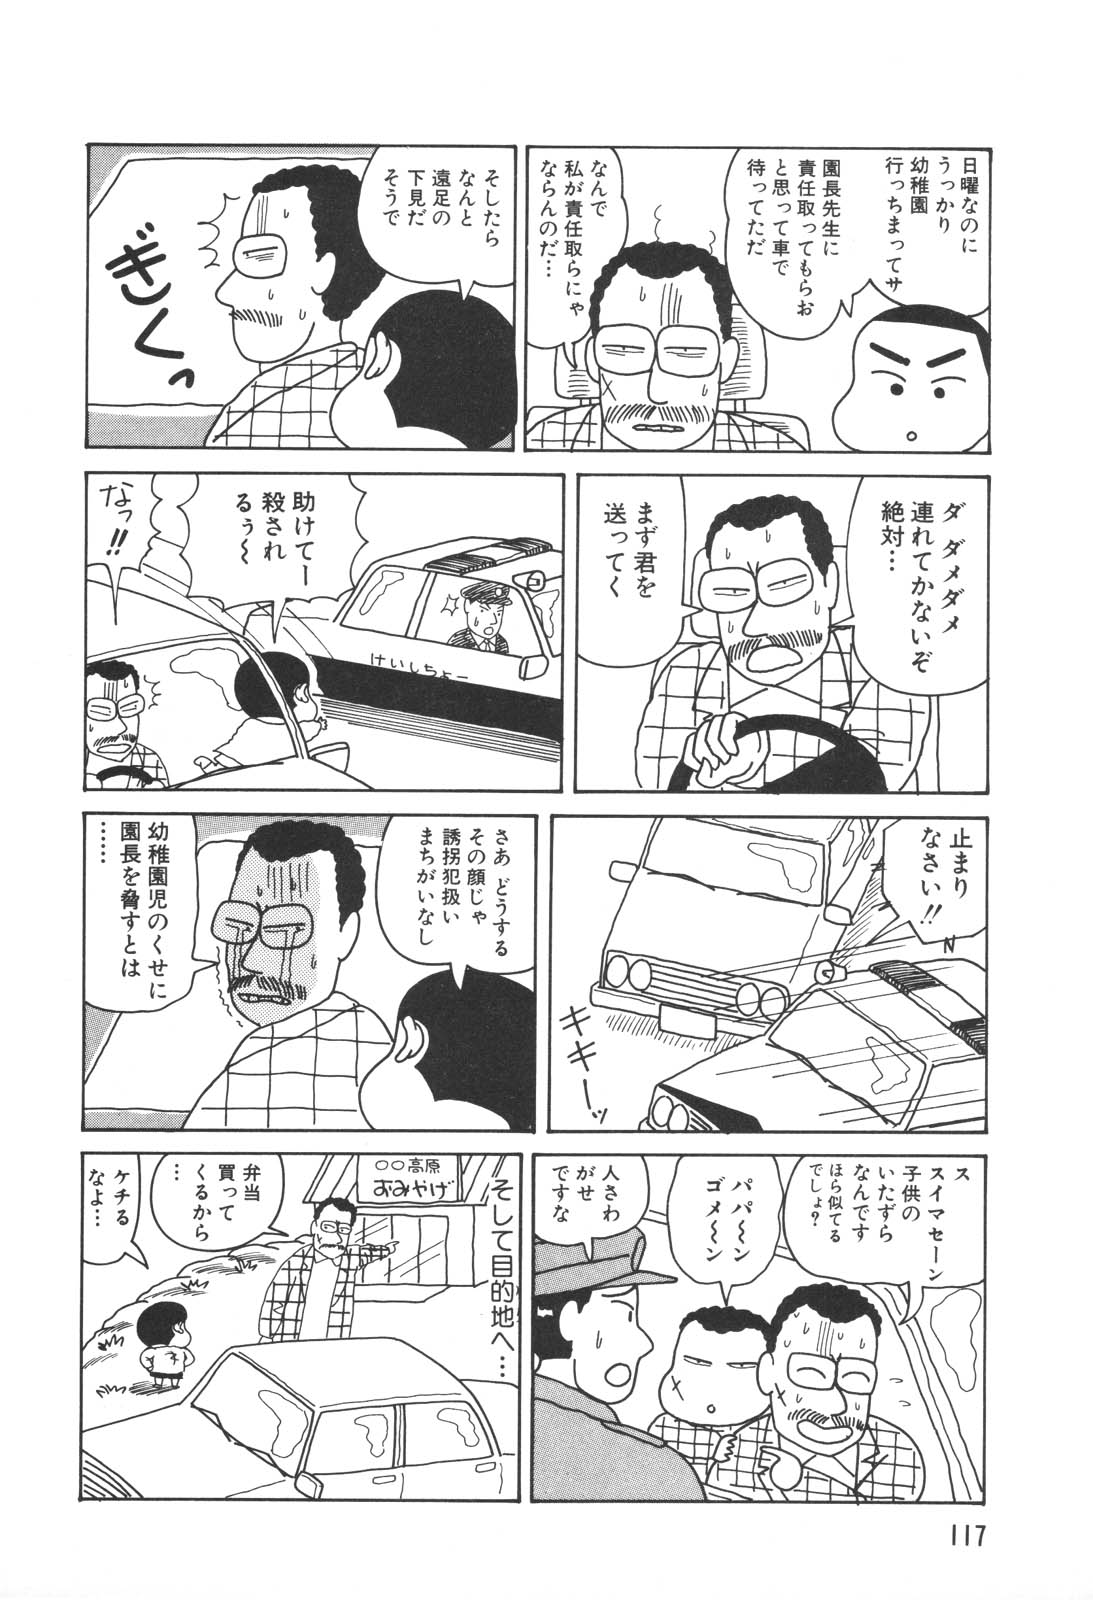 日曜なのに
うっかり
幼稚園
行っちまってサ
園長先生に
責任取ってもらお
と思って車で
待ってただ
なんで
私が責任取らにゃ
ならんのだ…
そしたら
なんと
遠足の
下見だ
そうで
ぎくっ
ダ ダメダメ
連れてかないぞ
絶対…
まず君を
送ってく
助けてー
殺され
るぅ〜
けいしちょー
なっ!!
止まり
なさい!!
キキーッ
さあ どうする
その顔じゃ
誘拐犯扱い
まちがいなし
幼稚園児のくせに
園長を脅すとは
……
ス
スイマセーン
子供の
いたずら
なんです
ほら似てる
でしょ?
パパ〜ン
ゴメ〜ン
人さわ
がせ
ですな
そして目的地へ…
○○高原
おみやげ
弁当
買って
くるから
…
ケチる
なよ…
117